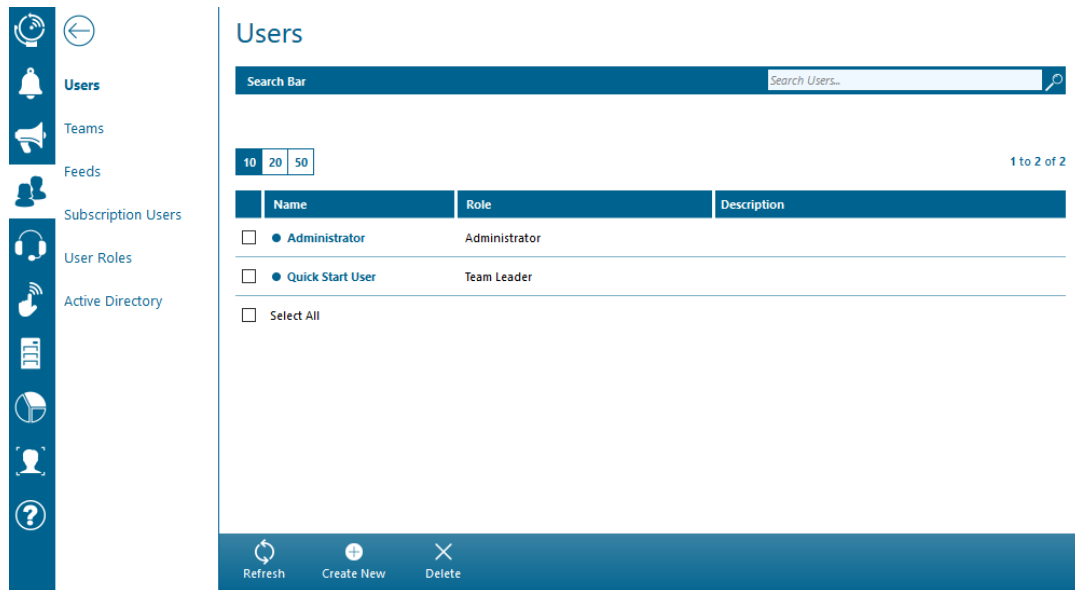 Users
Teams
Feeds
Subscription Users
User Roles
Active Directory
?
Users
Search Bar Search Users...
10 20 50 1 to 2 of 2
Name Role Description
Administrator Administrator
Quick Start User Team Leader
Select All
Refresh Create New Delete